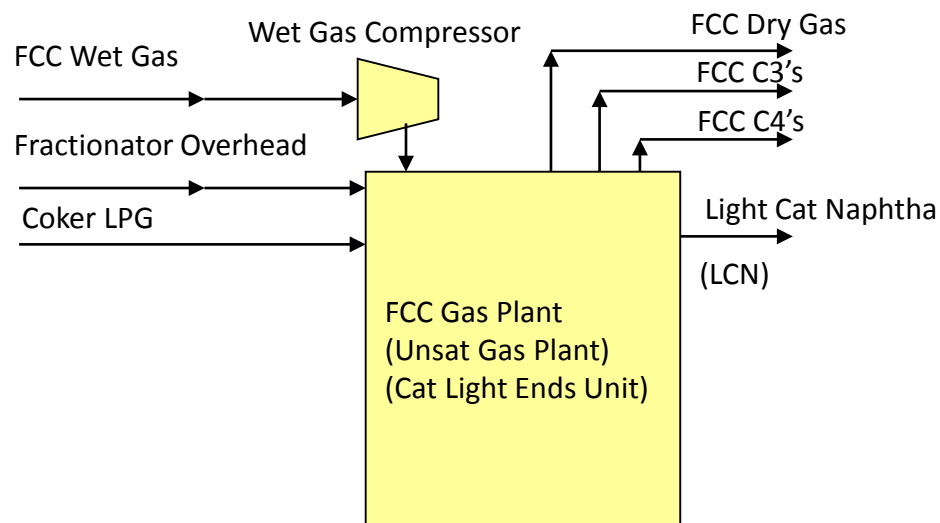 Wet Gas Compressor
FCC Dry Gas
FCC Wet Gas
FCC C3’s
FCC C4’s
Fractionator Overhead
Coker LPG
Light Cat Naphtha
(LCN)
FCC Gas Plant
(Unsat Gas Plant)
(Cat Light Ends Unit)